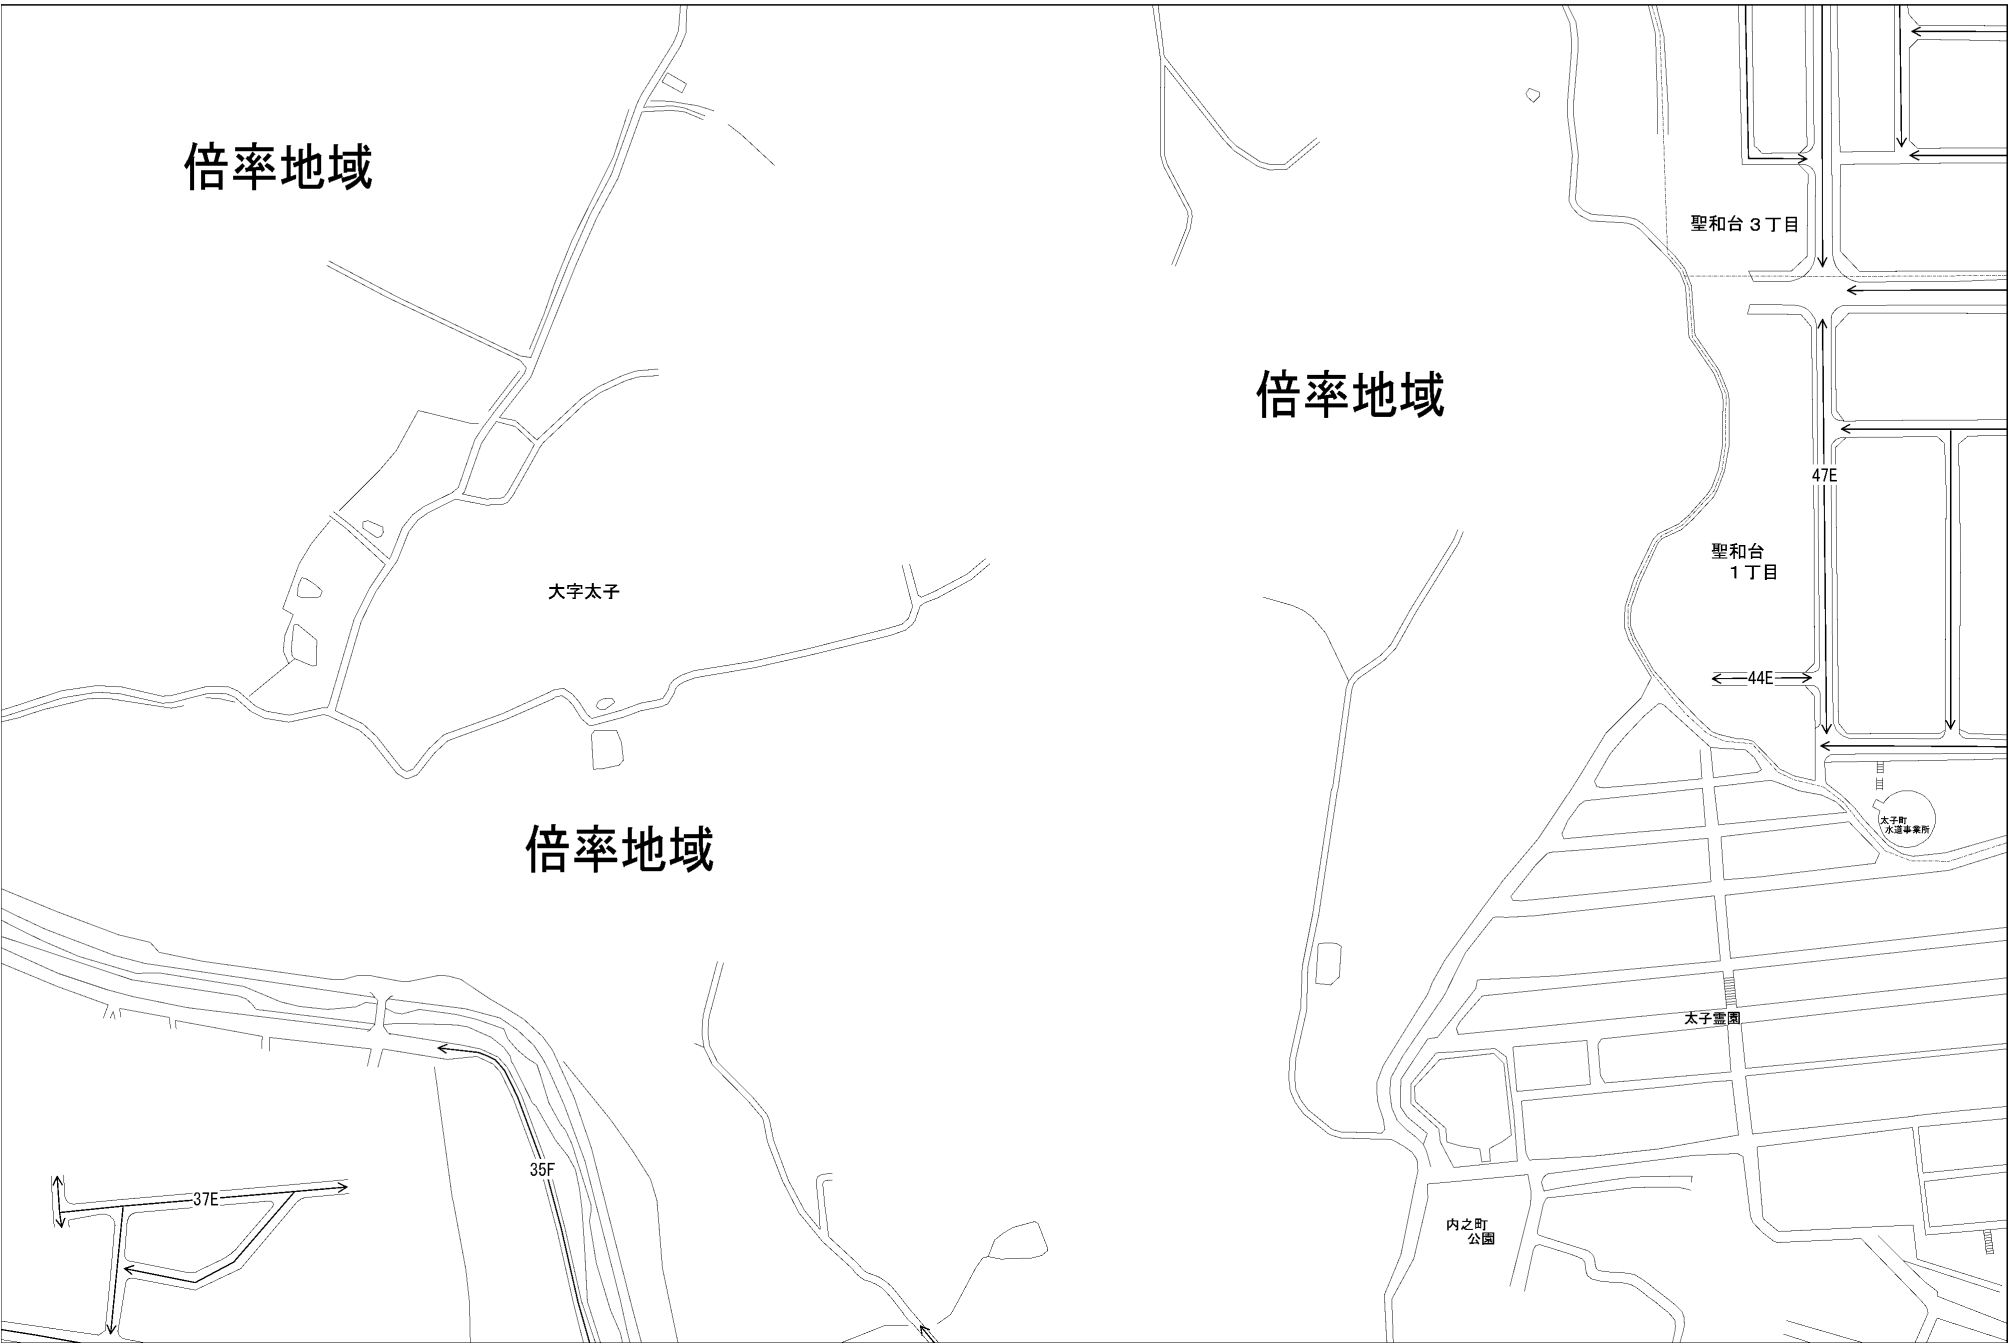 倍率地域
聖和台３丁目
倍率地域
47E
聖和台
１丁目
大字太子
44E
太子町
水道事業所
倍率地域
太子霊園
35F
37E
内之町
公園